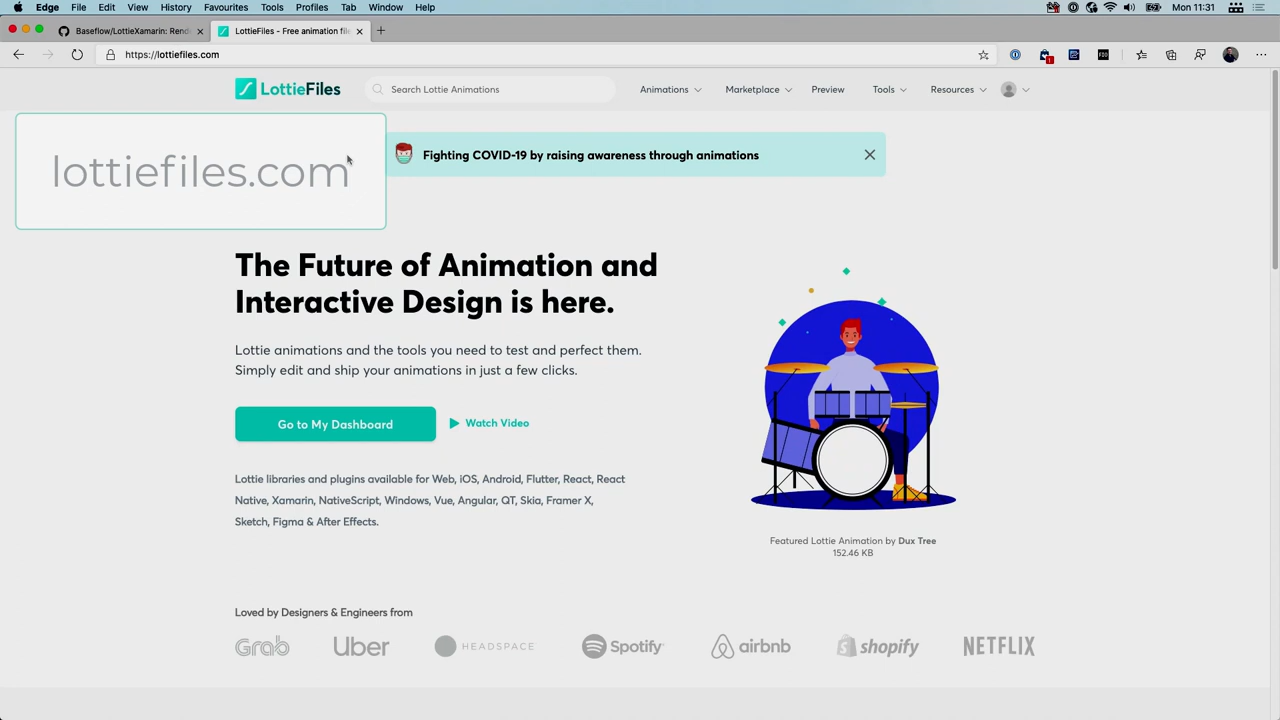 Edge File Edit View History Favourites Tools Profiles Tab Window Help Mon 11:31
Baseflow/LottieXamarin: Rend
LottieFiles - Free animation file
https://lottiefiles.com
1
LottieFiles
Search Lottie Animations
Animations
Marketplace
Preview
Tools
Resources
lottiefiles.com
Fighting COVID-19 by raising awareness through animations
The Future of Animation and
Interactive Design is here.
Lottie animations and the tools you need to test and perfect them.
Simply edit and ship your animations in just a few clicks.
Go to My Dashboard
Watch Video
Lottie libraries and plugins available for Web, iOS, Android, Flutter, React, React
Native, Xamarin, NativeScript, Windows, Vue, Angular, QT, Skia, Framer X,
Sketch, Figma & After Effects.
Featured Lottie Animation by Dux Tree
152.46 KB
Loved by Designers & Engineers from
Grab
Uber
HEADSPACE
Spotify
airbnb
shopify
NETFLIX